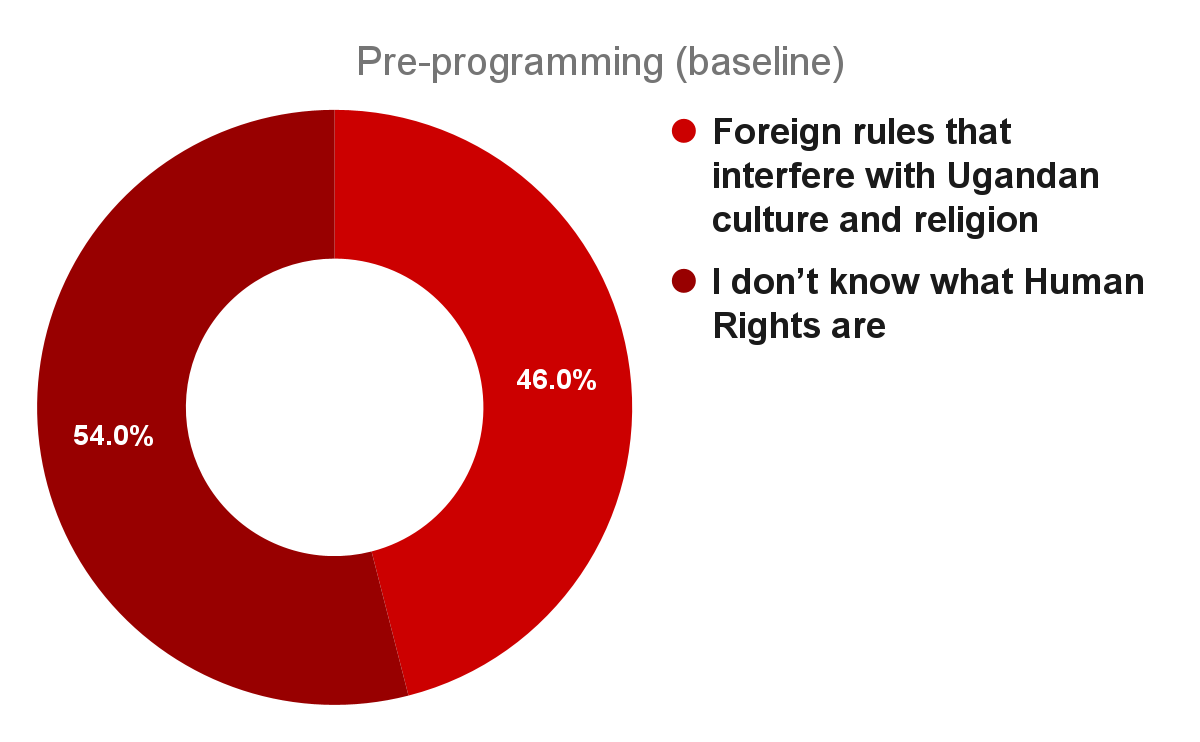 Pre-programming (baseline)
Foreign rules that
interfere with Ugandan
culture and religion
I don’t know what Human
Rights are
46.0%
54.0%